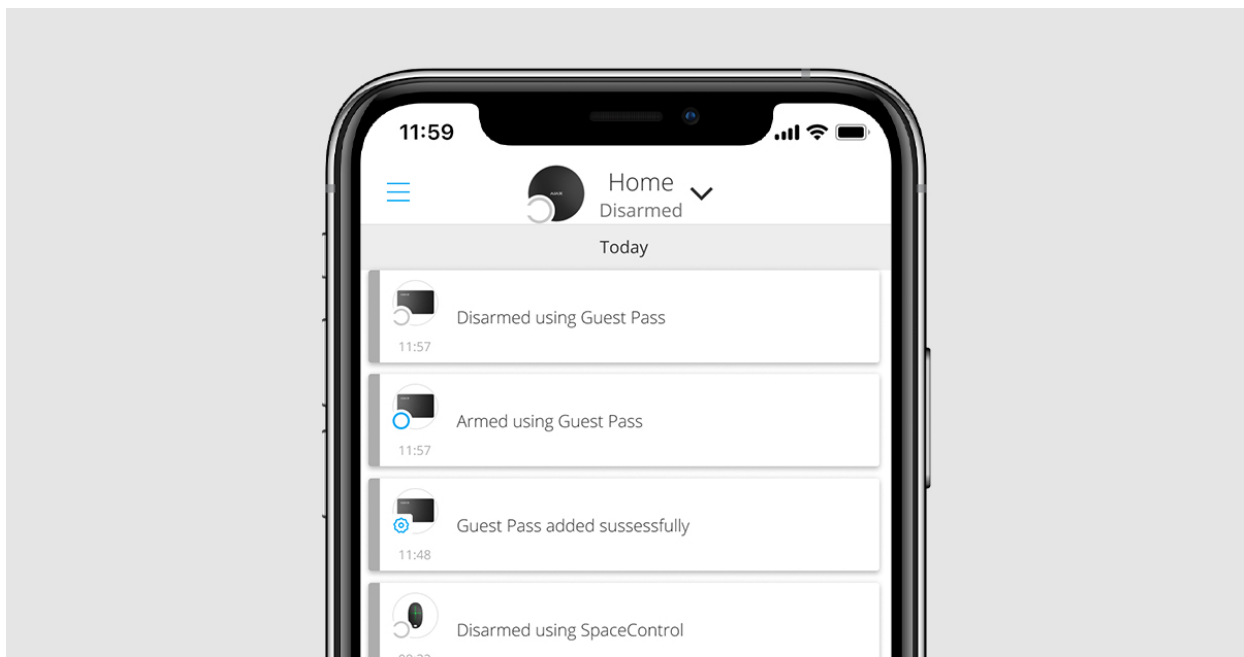 11:59
Home
Disarmed
Today
Disarmed using Guest Pass
11:57
Armed using Guest Pass
11:57
Guest Pass added sussessfully
11:48
Disarmed using SpaceControl